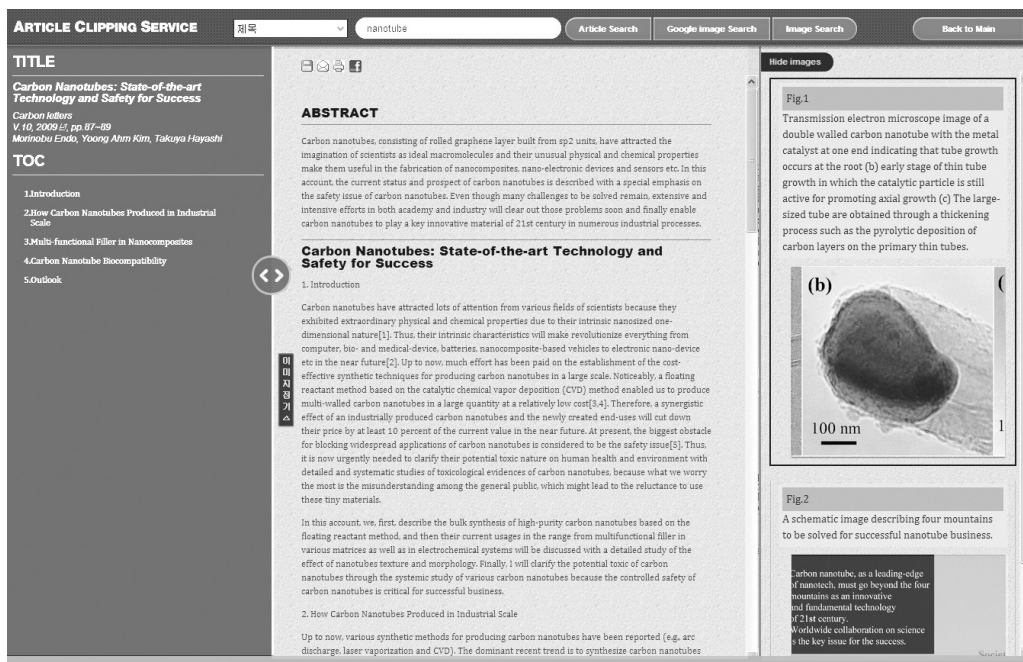 ARTICLE CLIPPING SERVICE
제목
nanotube
Article Search
Google image Search
Image Search
Back to Main
TITLE
Carbon Nanotubes: State-of-the-art
Technology and Safety for Success
Carbon letters
V.10, 2009년, pp.87~89
Morinobu Endo, Yoong Ahm Kim, Takuya Hayashi
TOC
1.Introduction
2.How Carbon Nanotubes Produced in Industrial
Scale
3.Multi-functional Filler in Nanocomposites
4.Carbon Nanotube Biocompatibility
5.Outlook
ABSTRACT
Carbon nanotubes, consisting of rolled graphene layer built from sp2 units, have attracted the
imagination of scientists as ideal macromolecules and their unusual physical and chemical properties
make them useful in the fabrication of nanocomposites, nano-electronic devices and sensors etc. In this
account, the current status and prospect of carbon nanotubes is described with a special emphasis on
the safety issue of carbon nanotubes. Even though many challenges to be solved remain, extensive and
intensive efforts in both academy and industry will clear out those problems soon and finally enable
carbon nanotubes to play a key innovative material of 21st century in numerous industrial processes.
Carbon Nanotubes: State-of-the-art Technology and
Safety for Success
1. Introduction
Carbon nanotubes have attracted lots of attention from various fields of scientists because they
exhibited extraordinary physical and chemical properties due to their intrinsic nanosized one-
dimensional nature[1]. Thus, their intrinsic characteristics will make revolutionize everything from
computer, bio- and medical-device, batteries, nanocomposite-based vehicles to electronic nano-device
etc in the near future[2]. Up to now, much effort has been paid on the establishment of the cost-
effective synthetic techniques for producing carbon nanotubes in a large scale. Noticeably, a floating
reactant method based on the catalytic chemical vapor deposition (CVD) method enabled us to produce
multi-walled carbon nanotubes in a large quantity at a relatively low cost[3,4]. Therefore, a synergistic
effect of an industrially produced carbon nanotubes and the newly created end-uses will cut down
their price by at least 10 percent of the current value in the near future. At present, the biggest obstacle
for blocking widespread applications of carbon nanotubes is considered to be the safety issue[5]. Thus,
it is now urgently needed to clarify their potential toxic nature on human health and environment with
detailed and systematic studies of toxicological evidences of carbon nanotubes, because what we worry
the most is the misunderstanding among the general public, which might lead to the reluctance to use
these tiny materials.
In this account, we, first, describe the bulk synthesis of high-purity carbon nanotubes based on the
floating reactant method, and then their current usages in the range from multifunctional filler in
various matrices as well as in electrochemical systems will be discussed with a detailed study of the
effect of nanotubes texture and morphology. Finally, I will clarify the potential toxic of carbon
nanotubes through the systemic study of various carbon nanotubes because the controlled safety of
carbon nanotubes is critical for successful business.
2. How Carbon Nanotubes Produced in Industrial Scale
Up to now, various synthetic methods for producing carbon nanotubes have been reported (e.g., arc
discharge, laser vaporization and CVD). The dominant recent trend is to synthesize carbon nanotubes
이미지접기
Hide images
Fig.1
Transmission electron microscope image of a
double walled carbon nanotube with the metal
catalyst at one end indicating that tube growth
occurs at the root (b) early stage of thin tube
growth in which the catalytic particle is still
active for promoting axial growth (c) The large-
sized tube are obtained through a thickening
process such as the pyrolytic deposition of
carbon layers on the primary thin tubes.
(b)
(
100 nm
1
Fig.2
A schematic image describing four mountains
to be solved for successful nanotube business.
Carbon nanotube, as a leading-edge
of nanotech, must go beyond the four
mountains as an innovative
and fundamental technology
of 21st century.
Worldwide collaboration on science
is the key issue for the success.
Societ